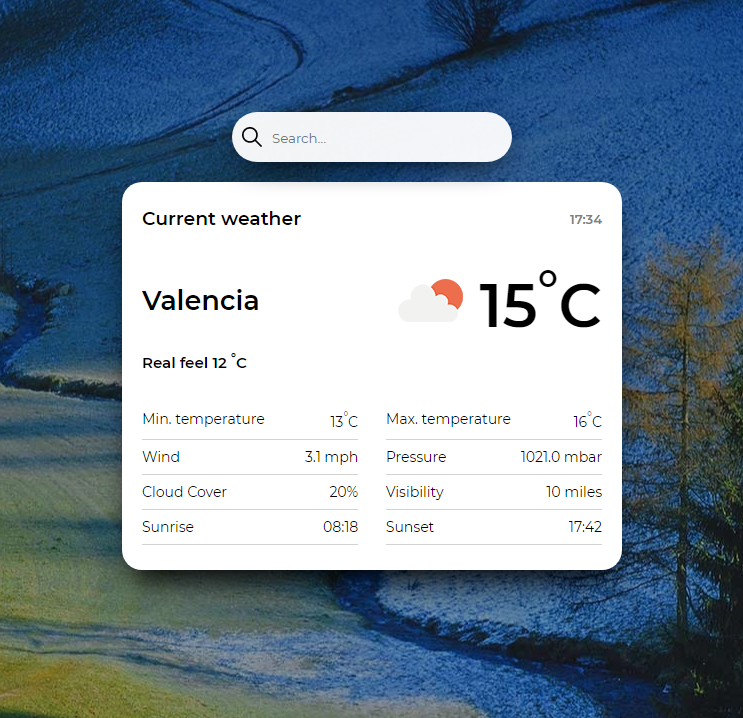 Search...
Current weather 17:34
Valencia 15°C
Real feel 12 °C
Min. temperature 13°C Max. temperature 16°C
Wind 3.1 mph Pressure 1021.0 mbar
Cloud Cover 20% Visibility 10 miles
Sunrise 08:18 Sunset 17:42